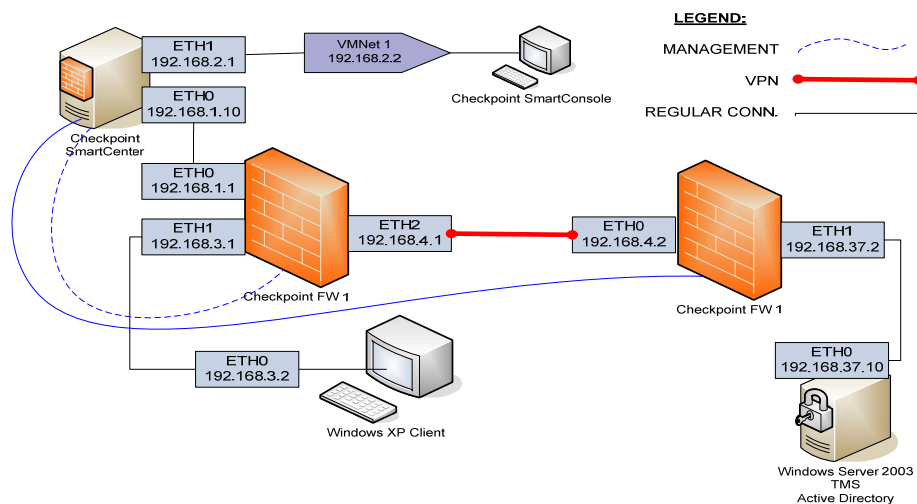 LEGEND:
MANAGEMENT
VPN
REGULAR CONN.
ETH1
192.168.2.1
VMNet 1
192.168.2.2
Checkpoint SmartConsole
ETH0
192.168.1.10
Checkpoint
SmartCenter
ETH0
192.168.1.1
ETH1
192.168.3.1
ETH2
192.168.4.1
Checkpoint FW 1
ETH0
192.168.4.2
ETH1
192.168.37.2
Checkpoint FW 1
ETH0
192.168.3.2
Windows XP Client
ETH0
192.168.37.10
Windows Server 2003
TMS
Active Directory